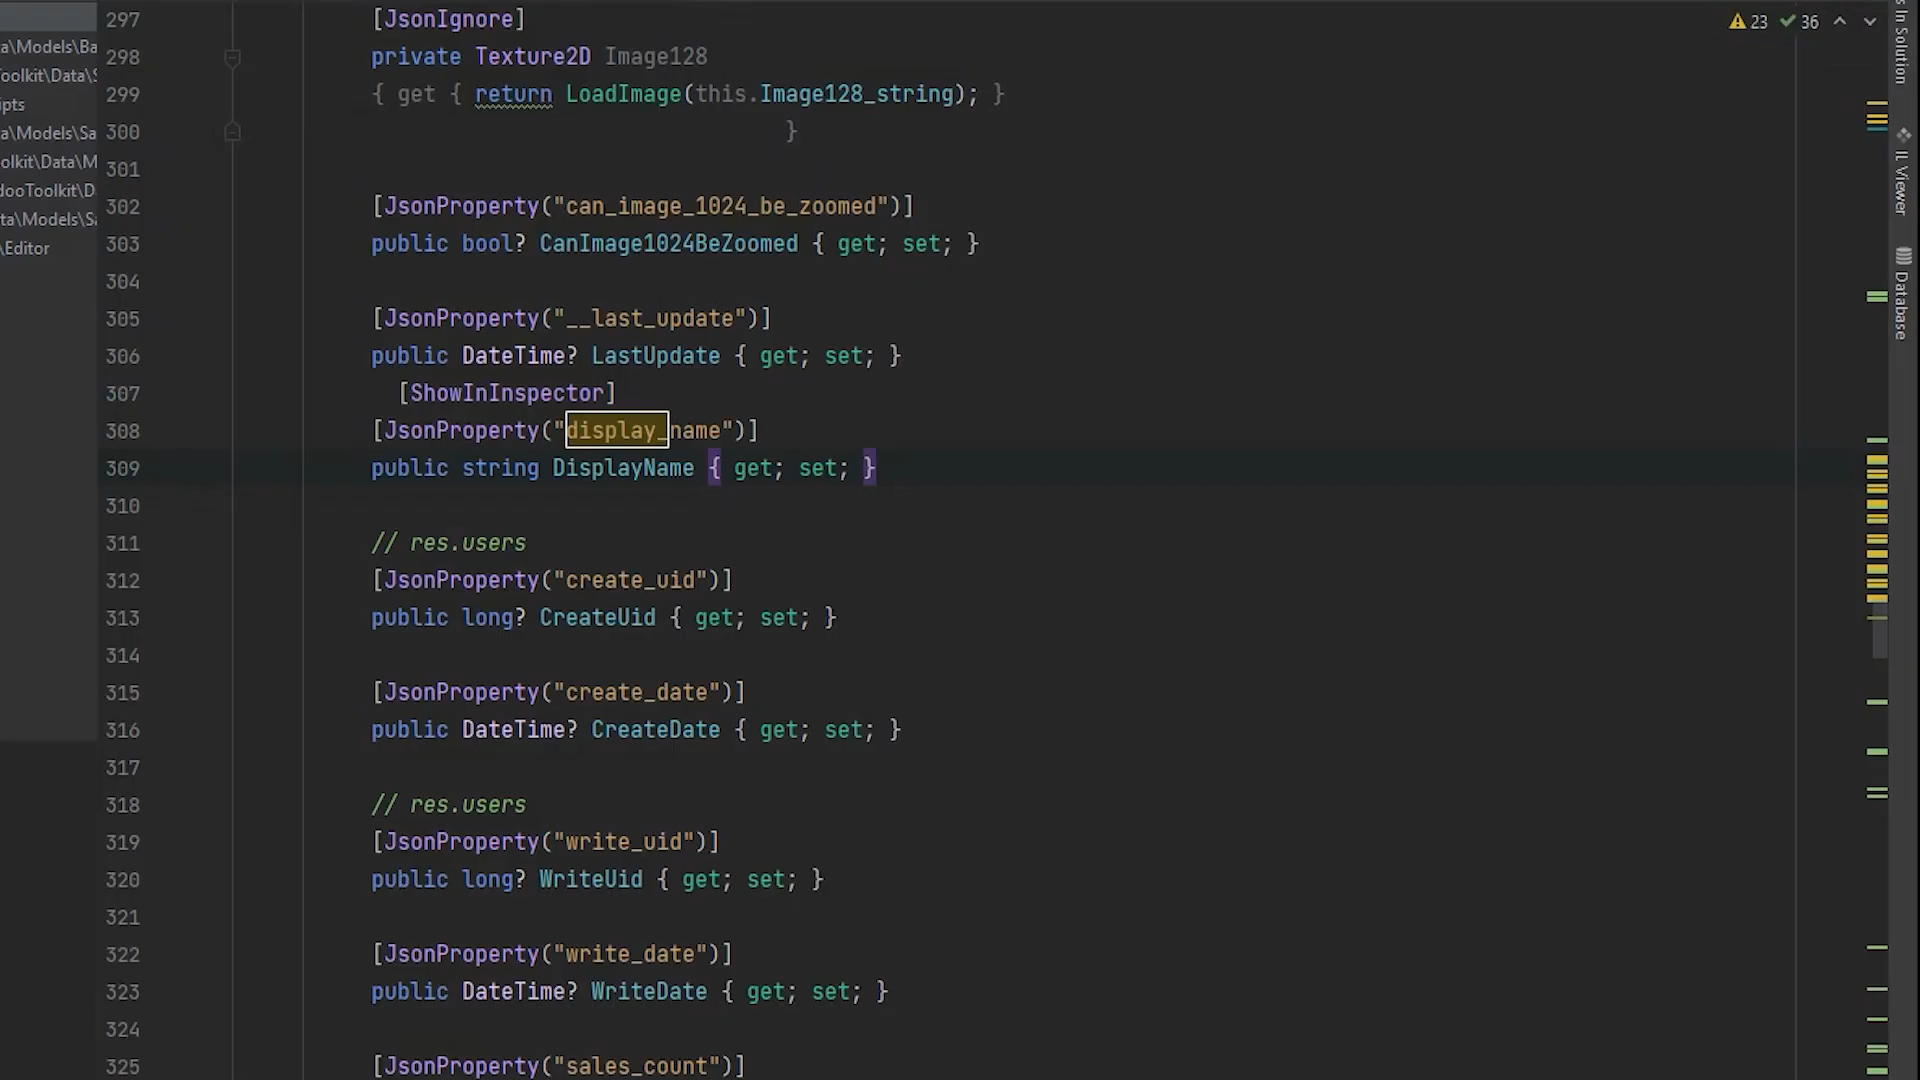 297 [JsonIgnore]
298 private Texture2D Image128
299 { get { return LoadImage(this.Image128_string); }
300 }
301
302 [JsonProperty("can_image_1024_be_zoomed")]
303 public bool? CanImage1024BeZoomed { get; set; }
304
305 [JsonProperty("__last_update")]
306 public DateTime? LastUpdate { get; set; }
307 [ShowInInspector]
308 [JsonProperty("display_name")]
309 public string DisplayName { get; set; }
310
311 // res.users
312 [JsonProperty("create_uid")]
313 public long? CreateUid { get; set; }
314
315 [JsonProperty("create_date")]
316 public DateTime? CreateDate { get; set; }
317
318 // res.users
319 [JsonProperty("write_uid")]
320 public long? WriteUid { get; set; }
321
322 [JsonProperty("write_date")]
323 public DateTime? WriteDate { get; set; }
324
325 [JsonProperty("sales_count")]
a\Models\Ba
oolkit\Data\S
ipts
a\Models\Sa
olkit\Data\M
dooToolkit\D
ta\Models\Sa
\Editor
23 36
s In Solution
IL Viewer
Database